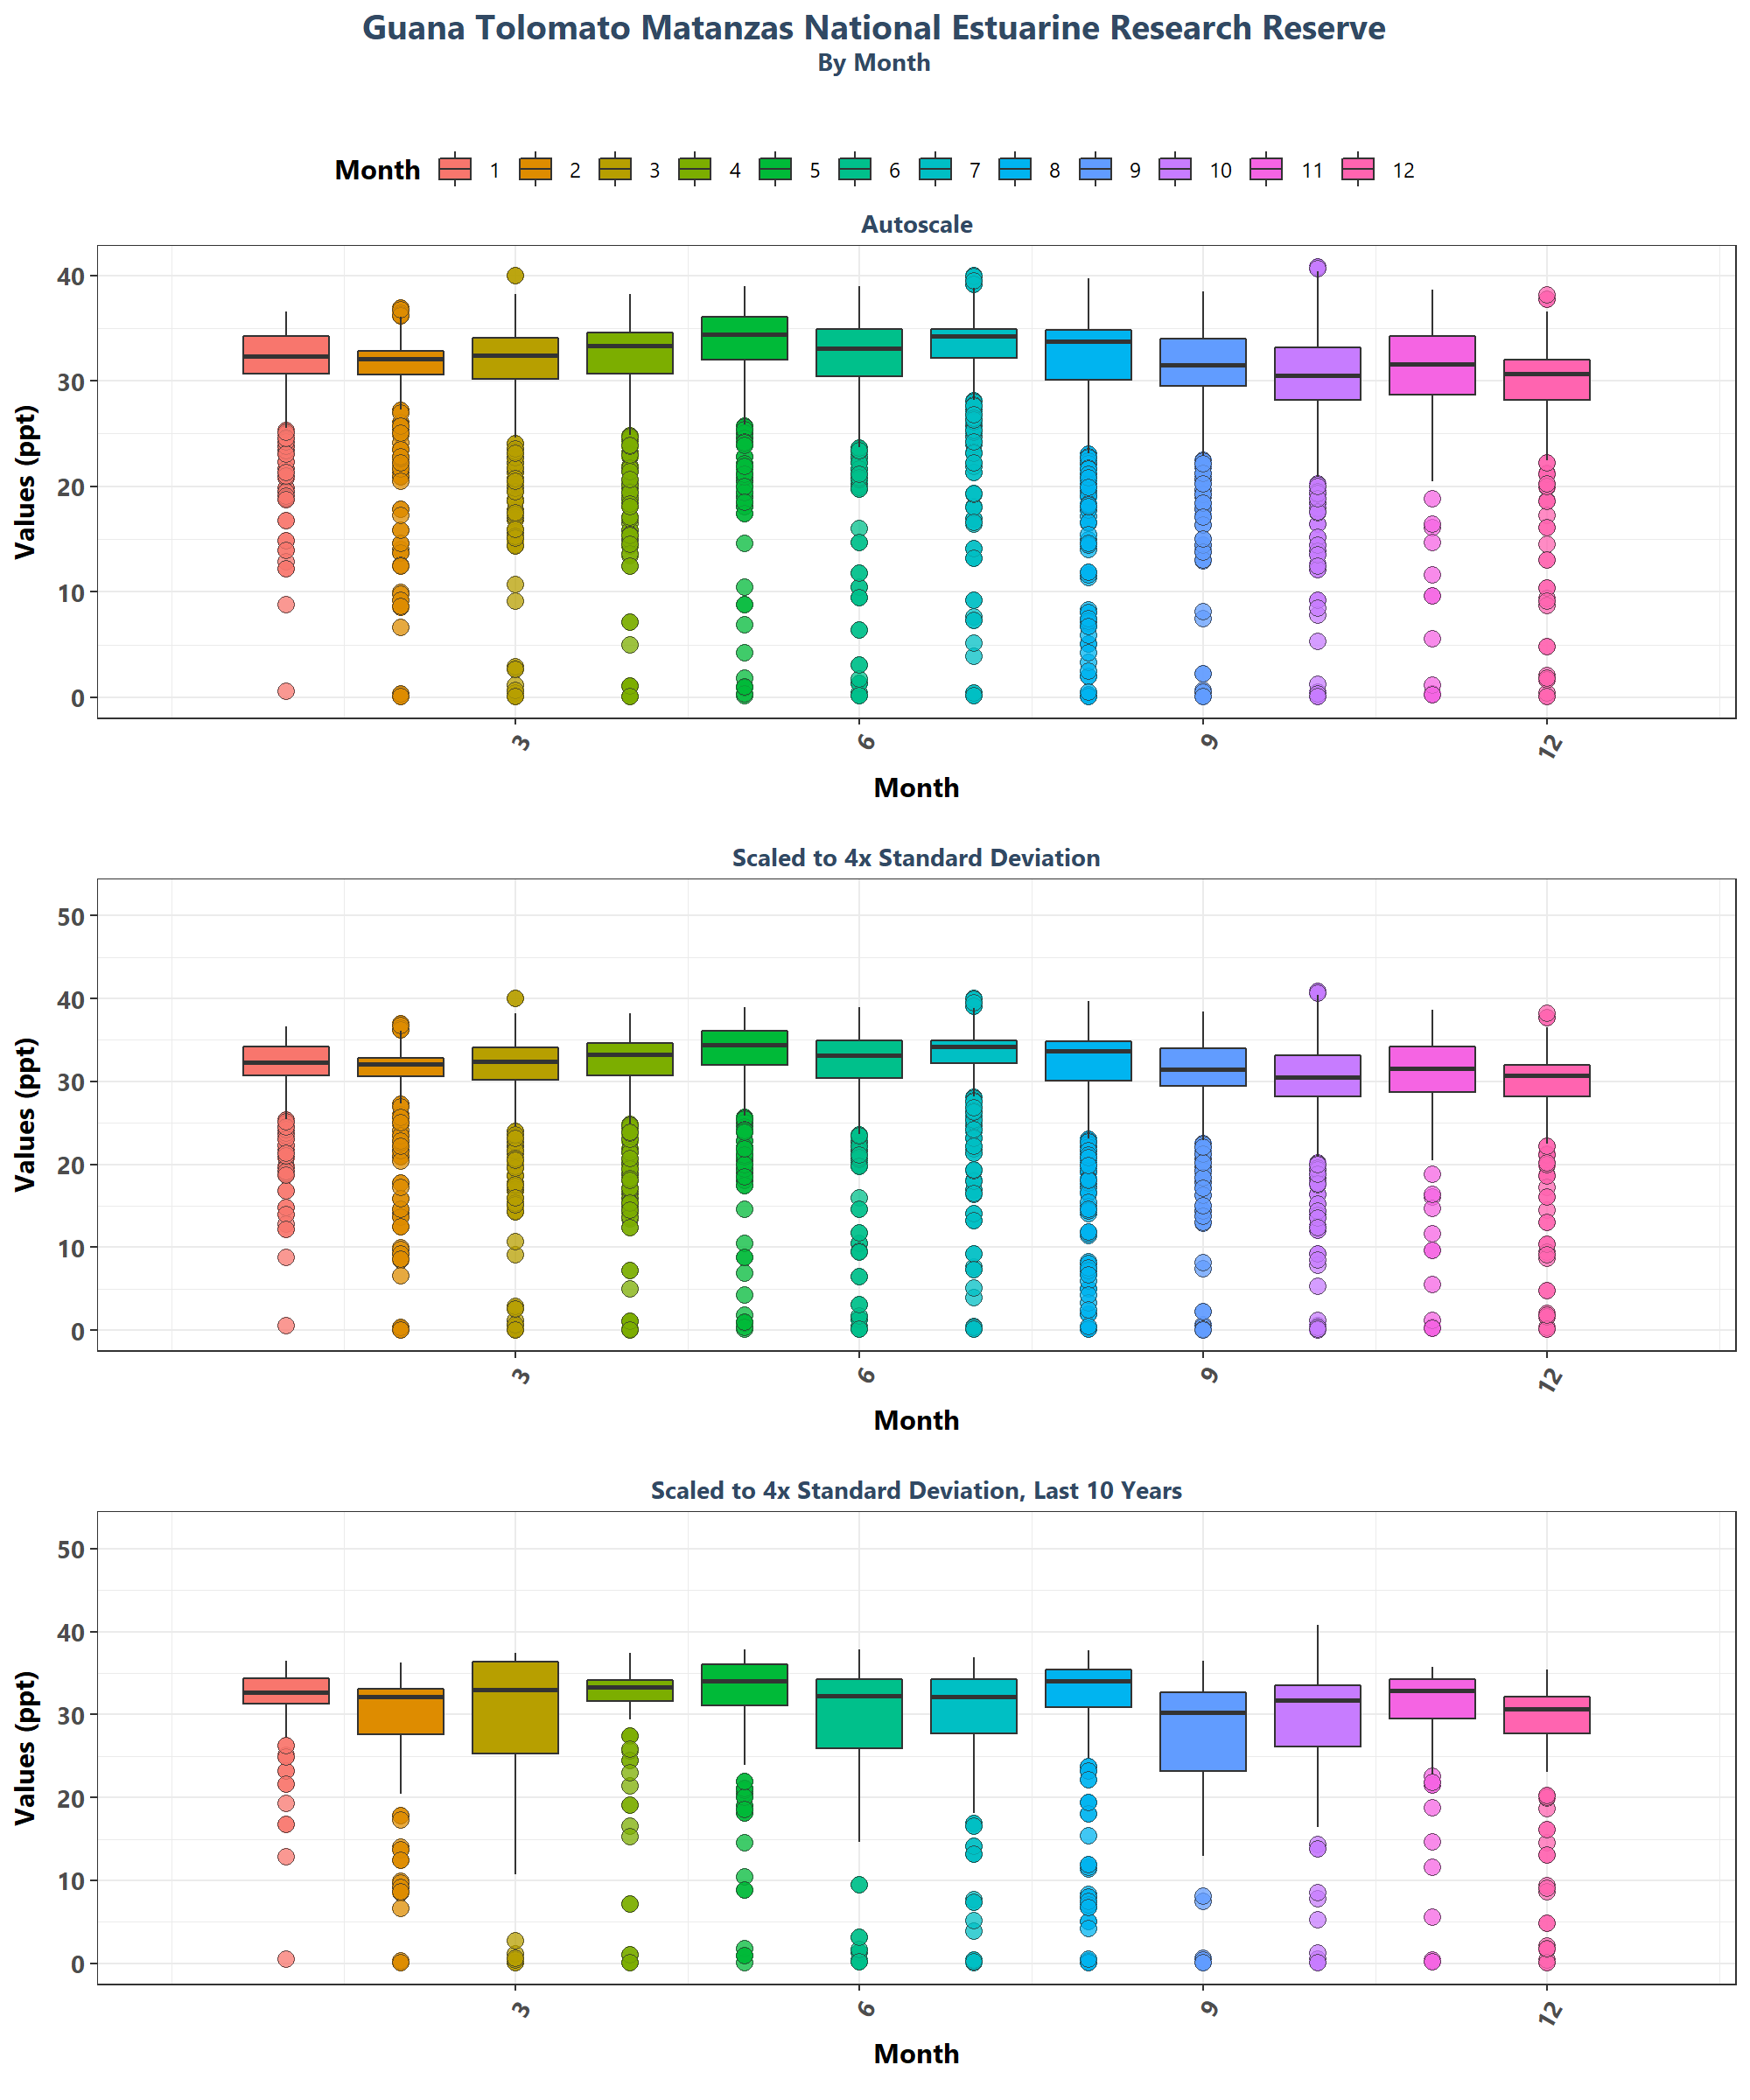 Guana Tolomato Matanzas National Estuarine Research Reserve
By Month
Month 1 2 3 4 5 6 7 8 9 10 11 12
Autoscale
Values (ppt)
40
30
20
10
0
3 6 9 12
Month
Scaled to 4x Standard Deviation
Values (ppt)
50
40
30
20
10
0
3 6 9 12
Month
Scaled to 4x Standard Deviation, Last 10 Years
Values (ppt)
50
40
30
20
10
0
3 6 9 12
Month